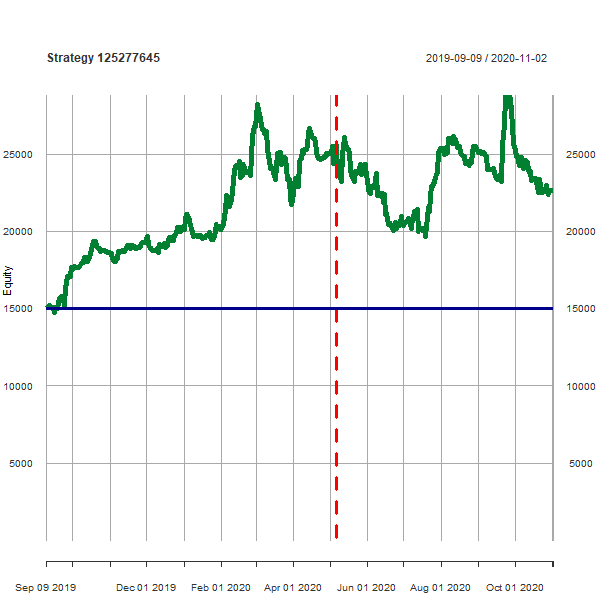 Strategy 125277645
2019-09-09 / 2020-11-02
25000
25000
20000
20000
Equity
15000
15000
10000
10000
5000
5000
Sep 09 2019
Dec 01 2019
Feb 01 2020
Apr 01 2020
Jun 01 2020
Aug 01 2020
Oct 01 2020